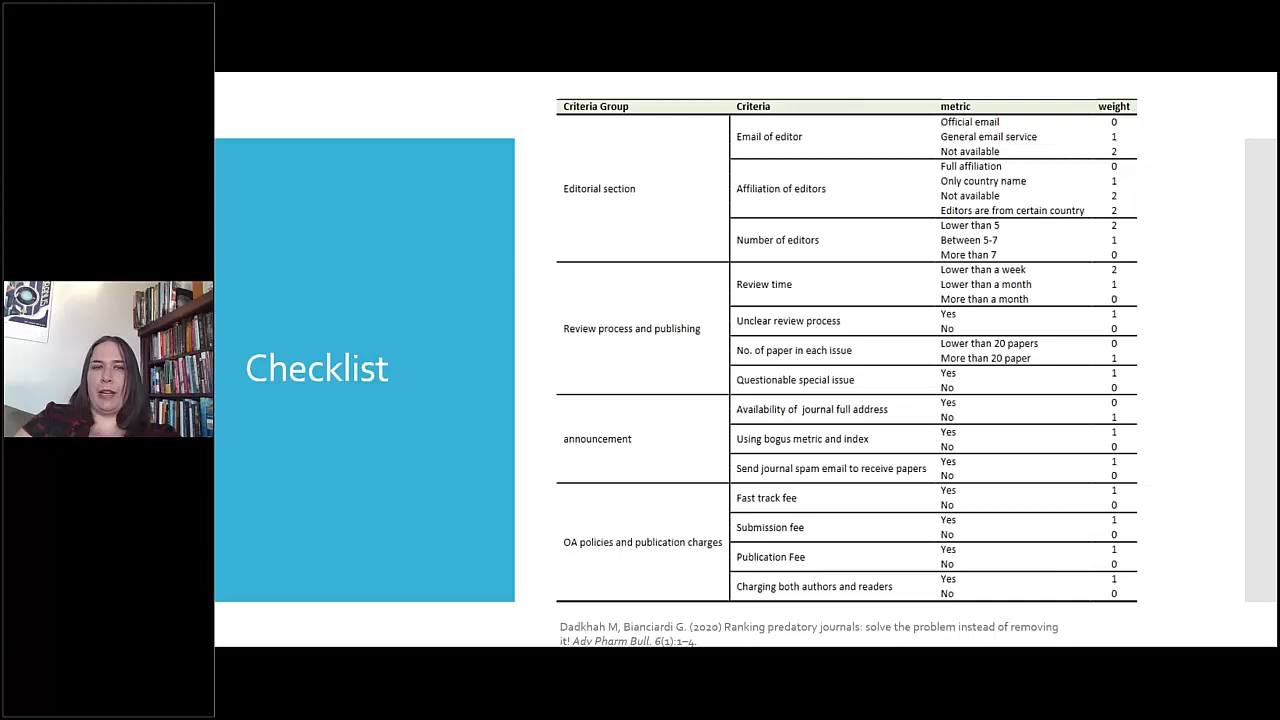 Checklist
Criteria Group Criteria metric weight
Editorial section
Email of editor
Official email 0
General email service 1
Not available 2
Affiliation of editors
Full affiliation 0
Only country name 1
Not available 2
Editors are from certain country 2
Number of editors
Lower than 5 2
Between 5-7 1
More than 7 0
Review process and publishing
Review time
Lower than a week 2
Lower than a month 1
More than a month 0
Unclear review process
Yes 1
No 0
No. of paper in each issue
Lower than 20 papers 0
More than 20 paper 1
Questionable special issue
Yes 1
No 0
announcement
Availability of journal full address
Yes 0
No 1
Using bogus metric and index
Yes 1
No 0
Send journal spam email to receive papers
Yes 1
No 0
OA policies and publication charges
Fast track fee
Yes 1
No 0
Submission fee
Yes 1
No 0
Publication Fee
Yes 1
No 0
Charging both authors and readers
Yes 1
No 0
Dadkhah M, Bianciardi G. (2020) Ranking predatory journals: solve the problem instead of removing
it! Adv Pharm Bull. 6(1):1–4.